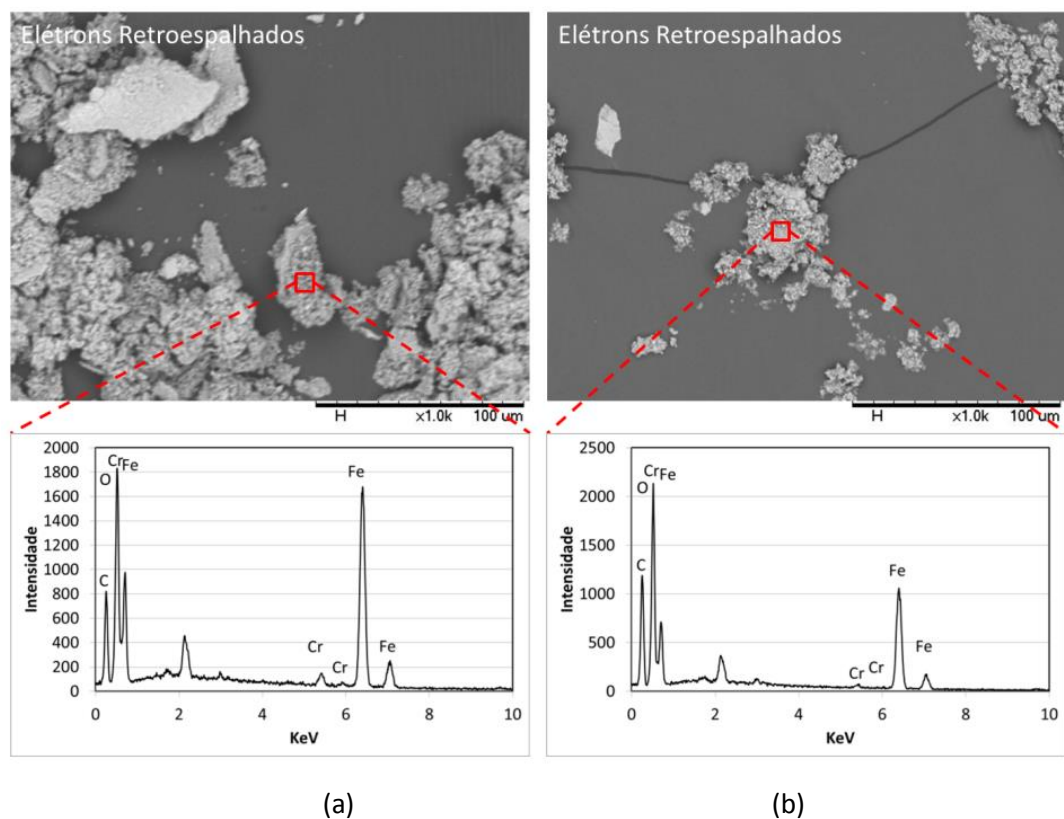 Elétrons Retroespalhados
Elétrons Retroespalhados
H x1.0k 100 um
H x1.0k 100 um
2000
1800
1600
1400
1200
1000
800
600
400
200
0
Intensidade
O
Cr
Fe
C
Cr
Cr
Fe
Fe
0 2 4 6 8 10
KeV
2500
2000
1500
1000
500
0
Intensidade
O
Cr
Fe
C
Cr
Cr
Fe
Fe
0 2 4 6 8 10
KeV
(a)
(b)